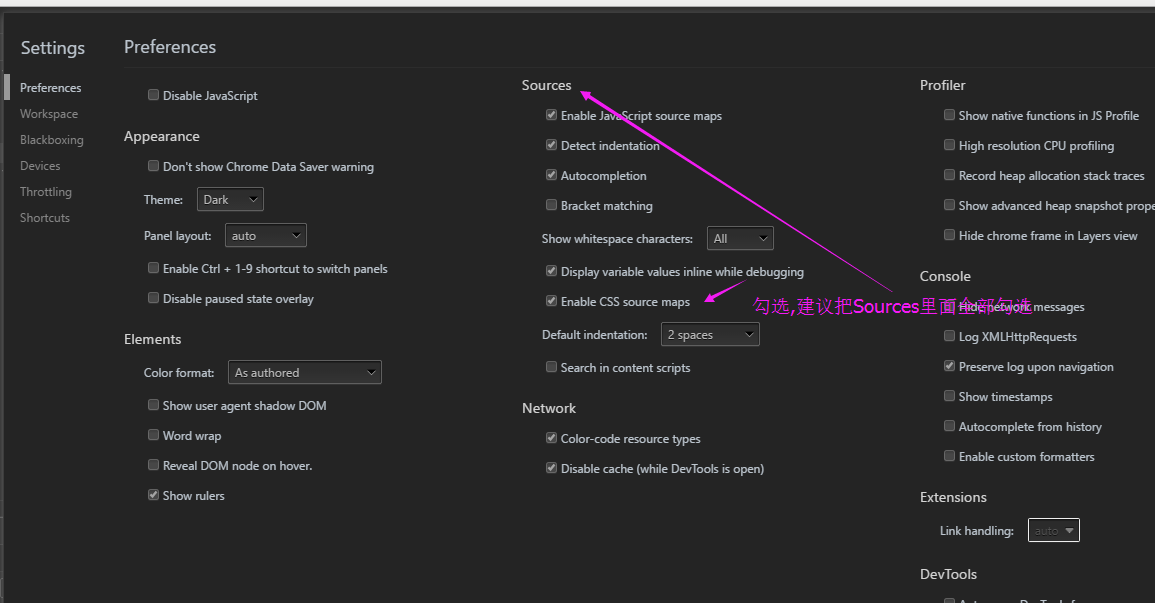 Settings
Preferences
Workspace
Blackboxing
Devices
Throttling
Shortcuts
Preferences
Disable JavaScript
Appearance
Don't show Chrome Data Saver warning
Theme: Dark
Panel layout: auto
Enable Ctrl + 1-9 shortcut to switch panels
Disable paused state overlay
Elements
Color format: As authored
Show user agent shadow DOM
Word wrap
Reveal DOM node on hover.
Show rulers
Sources
Enable JavaScript source maps
Detect indentation
Autocompletion
Bracket matching
Show whitespace characters: All
Display variable values inline while debugging
Enable CSS source maps
勾选,建议把Sources里面全部勾选
Default indentation: 2 spaces
Search in content scripts
Network
Color-code resource types
Disable cache (while DevTools is open)
Profiler
Show native functions in JS Profile
High resolution CPU profiling
Record heap allocation stack traces
Show advanced heap snapshot prope
Hide chrome frame in Layers view
Console
Hide network messages
Log XMLHttpRequests
Preserve log upon navigation
Show timestamps
Autocomplete from history
Enable custom formatters
Extensions
Link handling: auto
DevTools